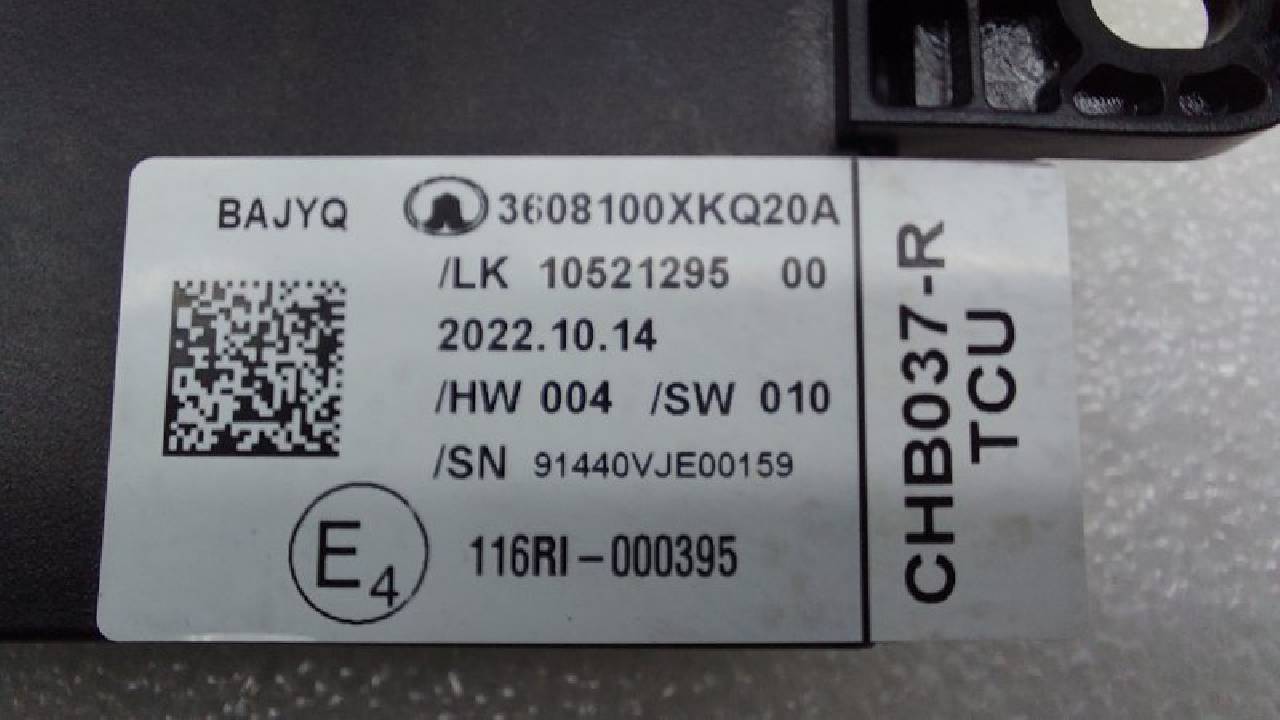 BAJYQ 3608100XKQ20A
/LK 10521295 00
2022.10.14
/HW 004 /SW 010
/SN 91440VJE00159
E4 116RI-000395
CHB037-R
TCU